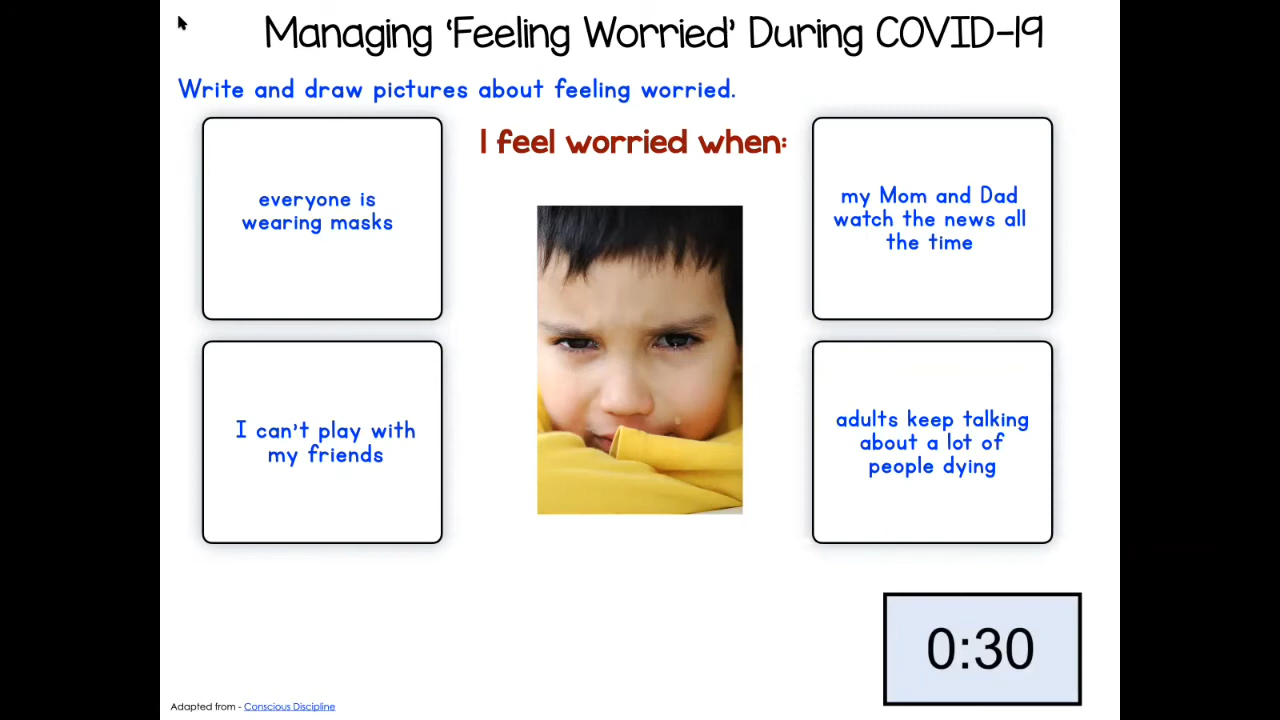 Managing ‘Feeling Worried’ During COVID-19
Write and draw pictures about feeling worried.
I feel worried when:
everyone is
wearing masks
my Mom and Dad
watch the news all
the time
I can't play with
my friends
adults keep talking
about a lot of
people dying
0:30
Adapted from - Conscious Discipline